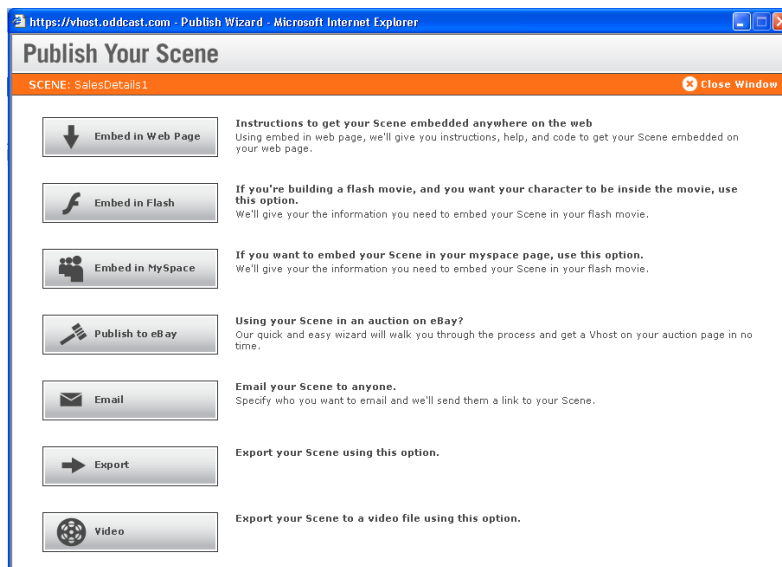 https://vhost.oddcast.com - Publish Wizard - Microsoft Internet Explorer
Publish Your Scene
SCENE: SalesDetails1
Close Window
Embed in Web Page
Instructions to get your Scene embedded anywhere on the web
Using embed in web page, we'll give you instructions, help, and code to get your Scene embedded on
your web page.
Embed in Flash
If you're building a flash movie, and you want your character to be inside the movie, use
this option.
We'll give your the information you need to embed your Scene in your flash movie.
Embed in MySpace
If you want to embed your Scene in your myspace page, use this option.
We'll give your the information you need to embed your Scene in your flash movie.
Publish to eBay
Using your Scene in an auction on eBay?
Our quick and easy wizard will walk you through the process and get a Vhost on your auction page in no
time.
Email
Email your Scene to anyone.
Specify who you want to email and we'll send them a link to your Scene.
Export
Export your Scene using this option.
Video
Export your Scene to a video file using this option.